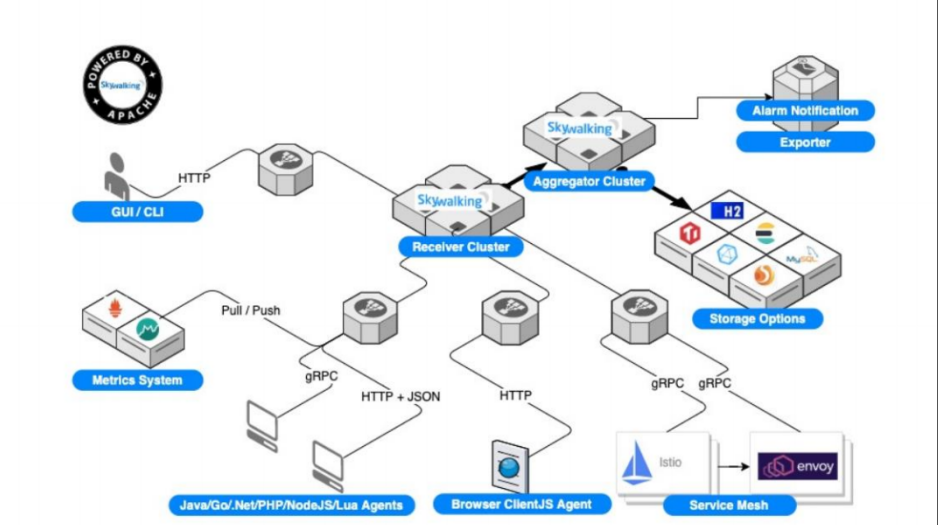 POWERED BY
Skywalking
APACHE
Alarm Notification
Exporter
Skywalking
Aggregator Cluster
HTTP
GUI / CLI
Skywalking
Receiver Cluster
H2
MySQL
Storage Options
Pull / Push
Metrics System
gRPC
HTTP + JSON
HTTP
gRPC gRPC
Istio
envoy
Java/Go/.Net/PHP/NodeJS/Lua Agents
Browser ClientJS Agent
Service Mesh